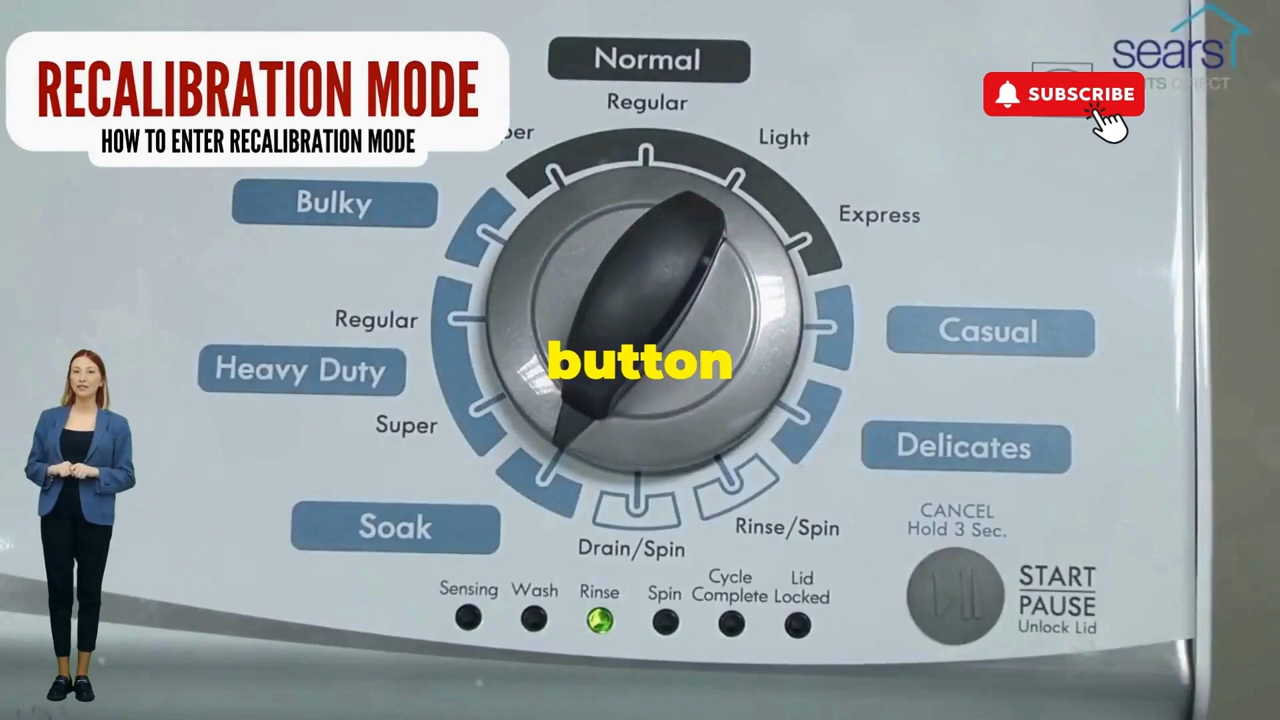 RECALIBRATION MODE
HOW TO ENTER RECALIBRATION MODE
sears
DIRECT
SUBSCRIBE
Normal
Regular
Light
Express
Bulky
Regular
Heavy Duty
Super
Casual
Delicates
button
Soak
Drain/Spin
Rinse/Spin
CANCEL
Hold 3 Sec.
Sensing
Wash
Rinse
Spin
Cycle
Complete
Lid
Locked
START
PAUSE
Unlock Lid